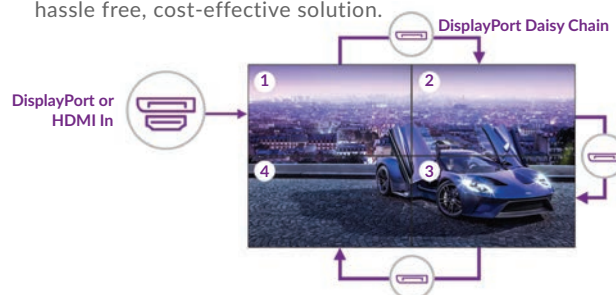 hassle free, cost-effective solution.
DisplayPort Daisy Chain
DisplayPort or
HDMI In
1
2
4
3